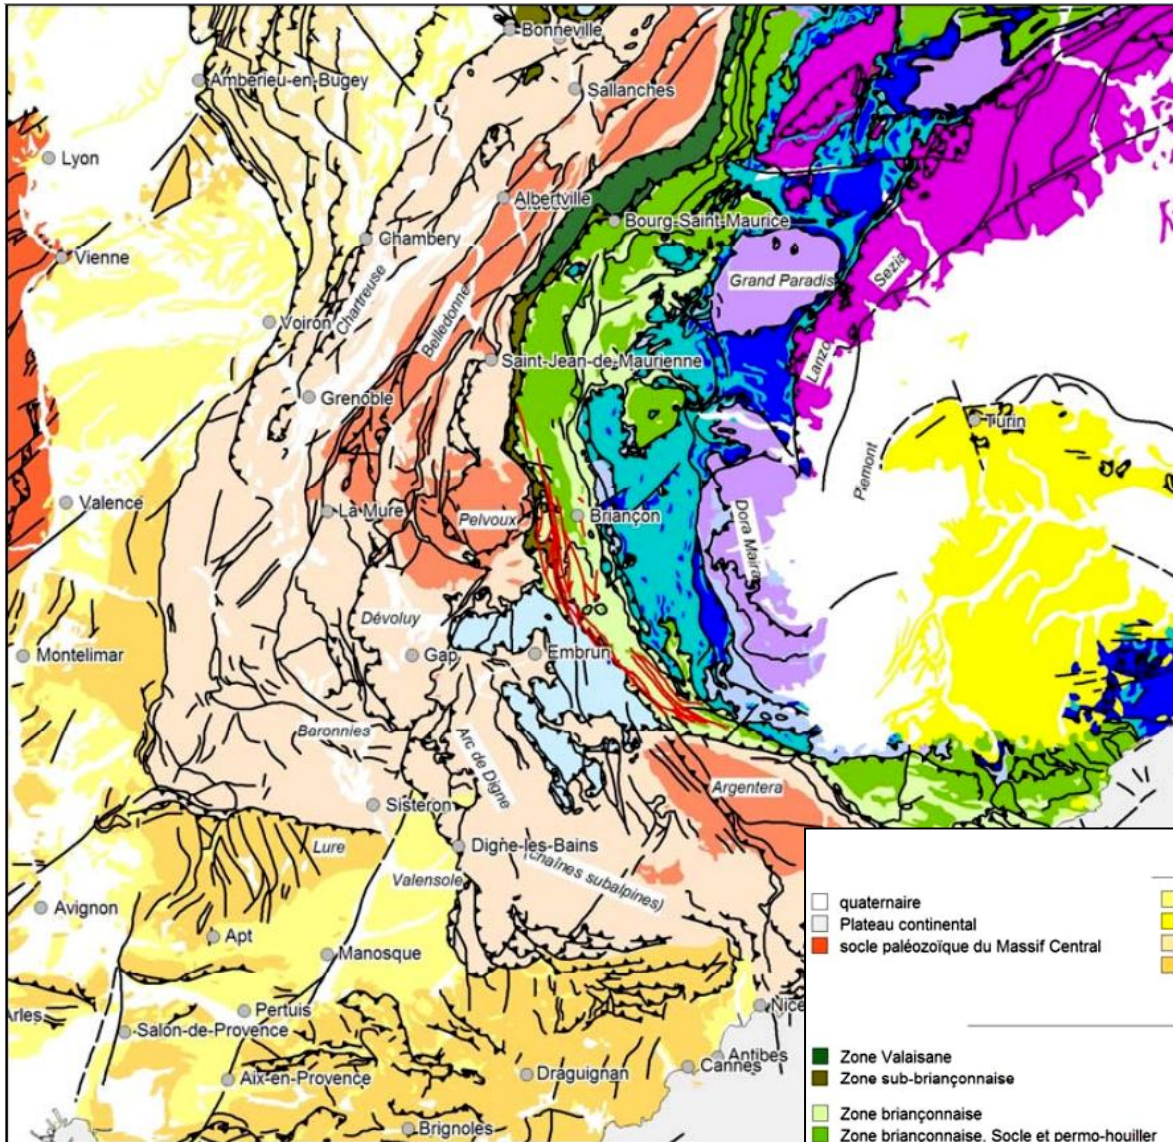 Bonneville
Amberieu-en-Bugey
Sallanches
Lyon
Albertville
Bourg-Saint-Maurice
Chambery
Vienne
Grand Paradis
Sezia
Chartreuse
Belledonne
Voiron
Lanzo
Saint-Jean-de-Maurienne
Grenoble
Turin
Piemont
Valence
La Mure
Pelvoux
Briançon
Dora Maira
Dévoluy
Montelimar
Gap
Embrun
Baronnies
Arc de Digne
Argentera
Sisteron
Lure
Digne-les-Bains
Valensole
(chaînes subalpines)
Avignon
Apt
Manosque
Arles
Pertuis
Nice
Salon-de-Provence
Antibes
Cannes
Aix-en-Provence
Draguignan
Brignoles
quaternaire
Plateau continental
socle paléozoïque du Massif Central
Zone Valaisane
Zone sub-briançonnaise
Zone briançonnaise
Zone briançonnaise. Socle et permo-houiller